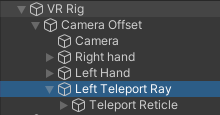 VR Rig
Camera Offset
Camera
Right hand
Left Hand
Left Teleport Ray
Teleport Reticle